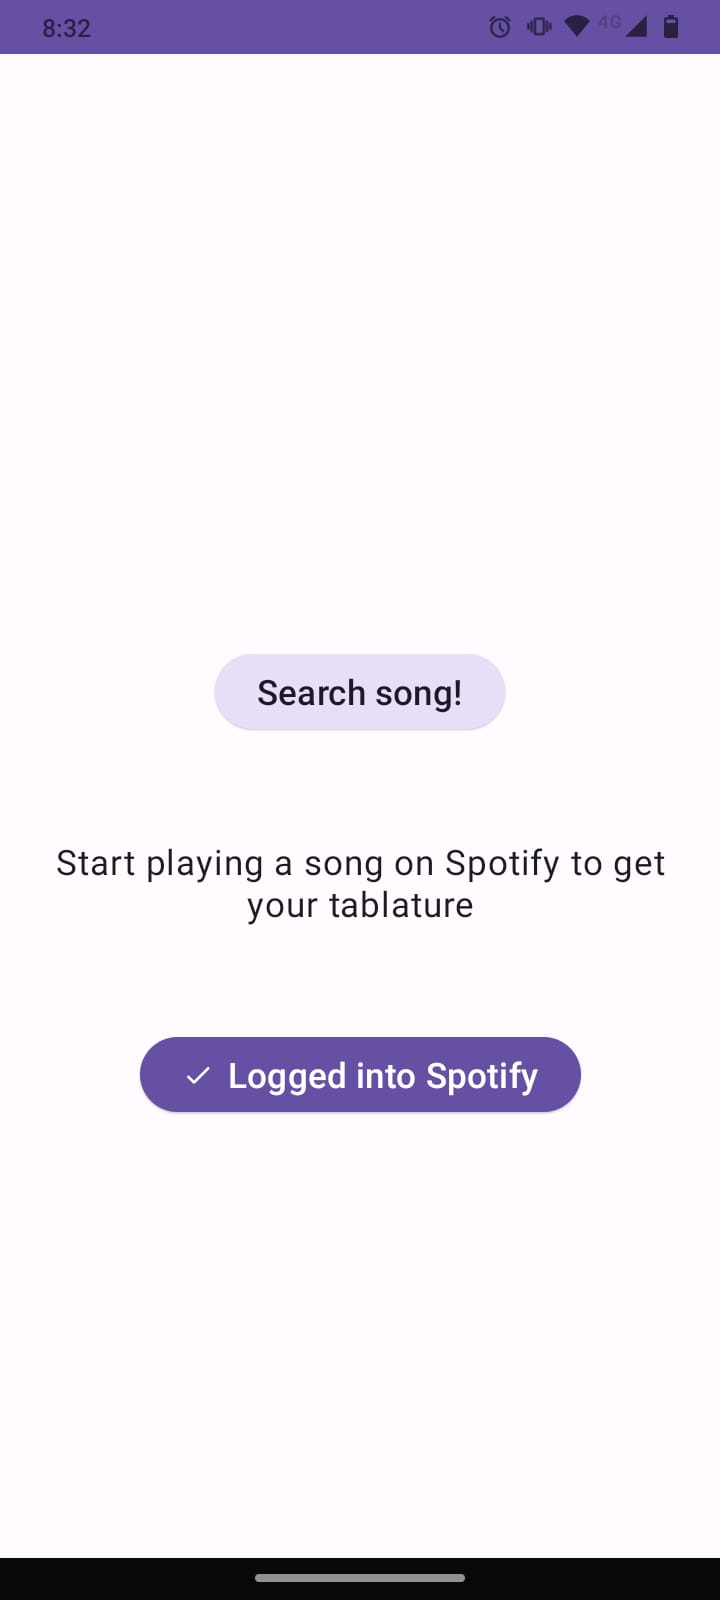 8:32
4G
Search song!
Start playing a song on Spotify to get
your tablature
Logged into Spotify